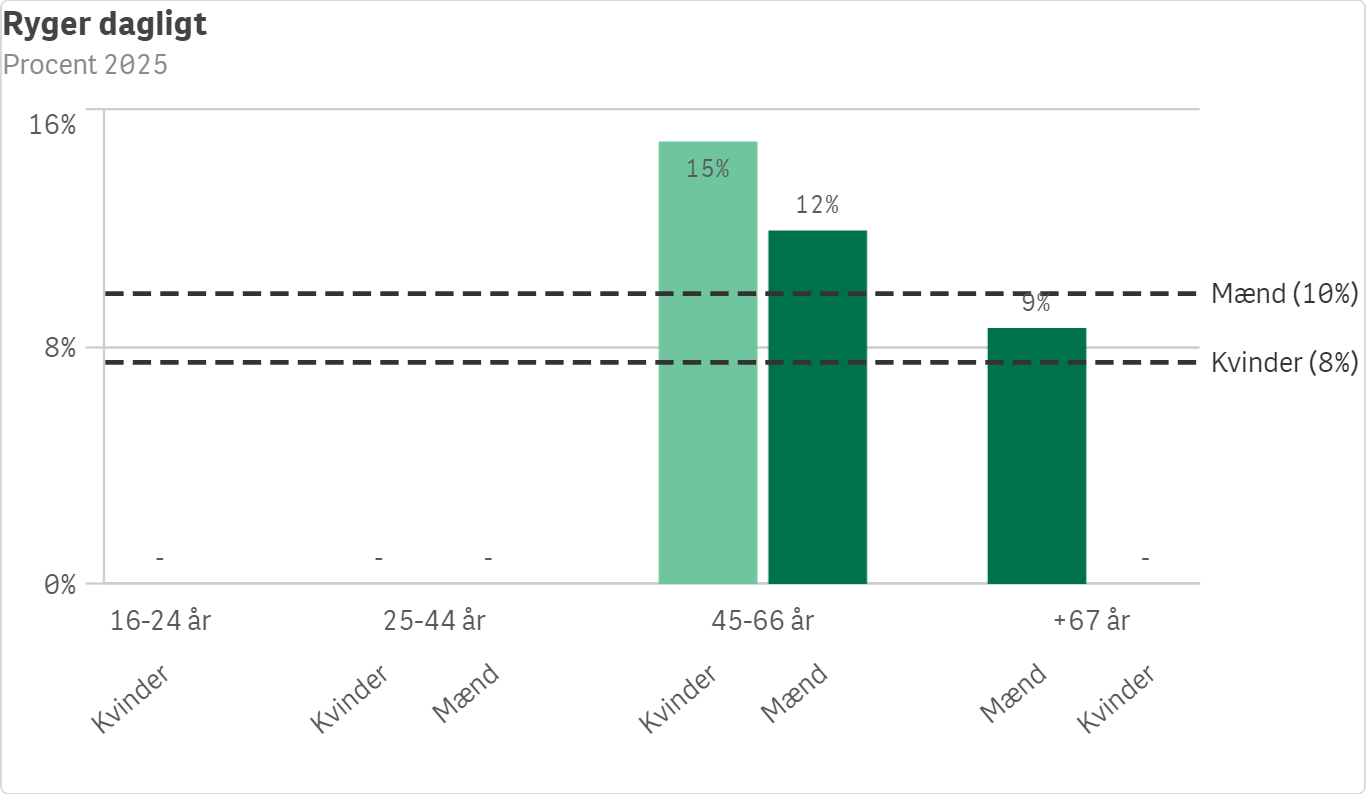 Ryger dagligt
Procent 2025
16%
15%
12%
Mænd (10%)
9%
8%
Kvinder (8%)
- - - -
0%
16-24 år 25-44 år 45-66 år +67 år
Kvinder Kvinder Mænd Kvinder Mænd Mænd Kvinder